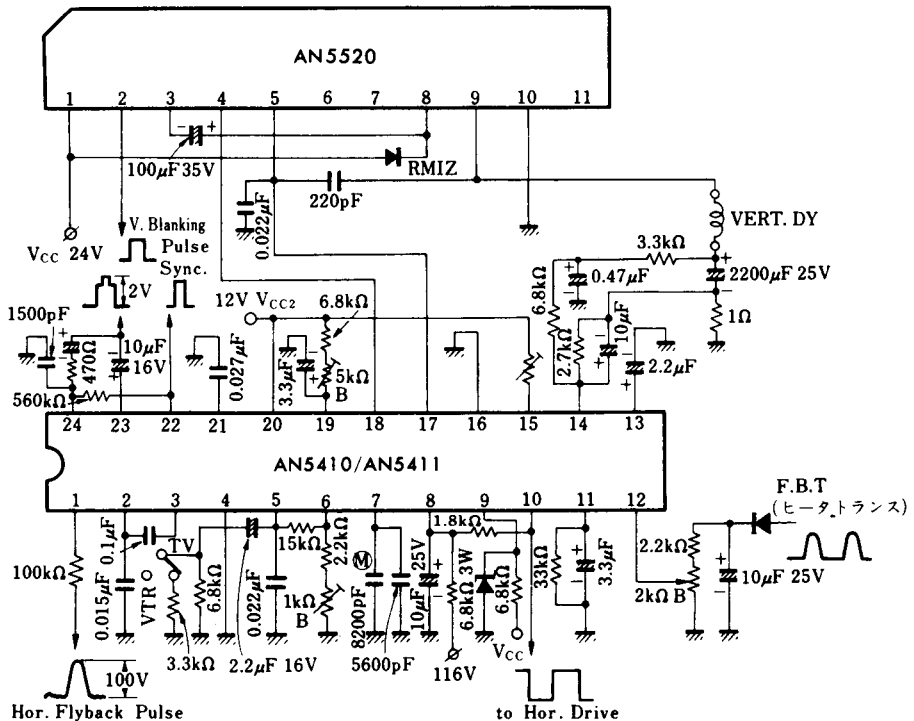 AN5520
1 2 3 4 5 6 7 8 9 10 11
- +
100μF 35V
RMIZ
0.022μF
220pF
VERT. DY
V. Blanking
Pulse
Sync.
VCC 24V
2V
12V VCC2
6.8kΩ
3.3kΩ
+
0.47μF
-
+
2200μF 25V
-
6.8kΩ
1500pF
+
470Ω
10μF
16V
+
0.027μF
3.3μF
-
+
5kΩ
B
2.7kΩ
-
10μF
+
1Ω
-
2.2μF
+
560kΩ
24 23 22 21 20 19 18 17 16 15 14 13
AN5410/AN5411
1 2 3 4 5 6 7 8 9 10 11 12
F.B.T
(ヒータ.トランス)
100kΩ
0.1μF
TV
0.015μF
VTR
3.3kΩ
6.8kΩ
2.2μF 16V
0.022μF
15kΩ
2.2kΩ
1kΩ
B
M
8200pF
5600pF
25V
+
10μF
-
1.8kΩ
6.8kΩ 3W
116V
6.8kΩ
VCC
33kΩ
+
3.3μF
-
2.2kΩ
2kΩ B
+
10μF 25V
-
100V
Hor. Flyback Pulse
to Hor. Drive